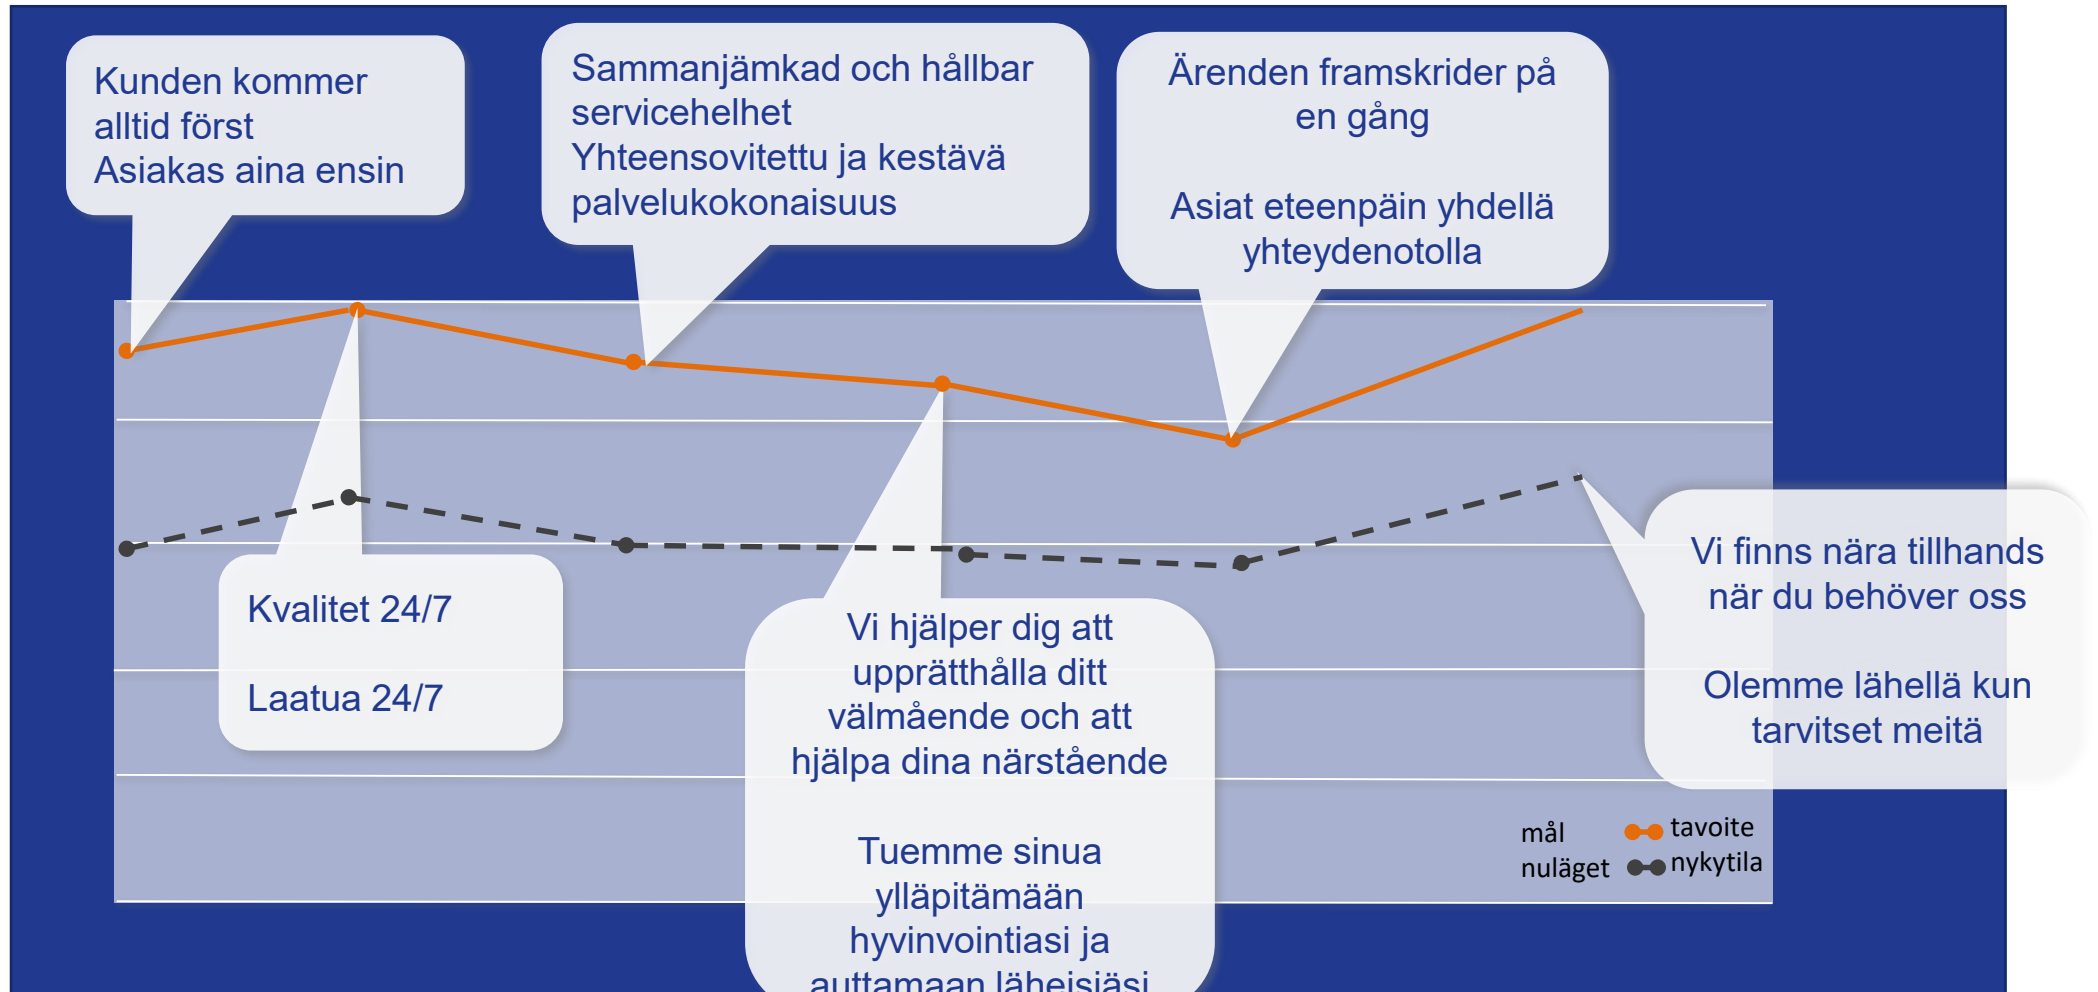 Kunden kommer
alltid först
Asiakas aina ensin
Sammanjämkad och hållbar
servicehelhet
Yhteensovitettu ja kestävä
palvelukokonaisuus
Ärenden framskrider på
en gång
Asiat eteenpäin yhdellä
yhteydenotolla
Kvalitet 24/7
Laatua 24/7
Vi hjälper dig att
upprätthålla ditt
välmående och att
hjälpa dina närstående
Tuemme sinua
ylläpitämään
hyvinvointiasi ja
auttamaan läheisiäsi
Vi finns nära tillhands
när du behöver oss
Olemme lähellä kun
tarvitset meitä
mål tavoite
nuläget nykytila